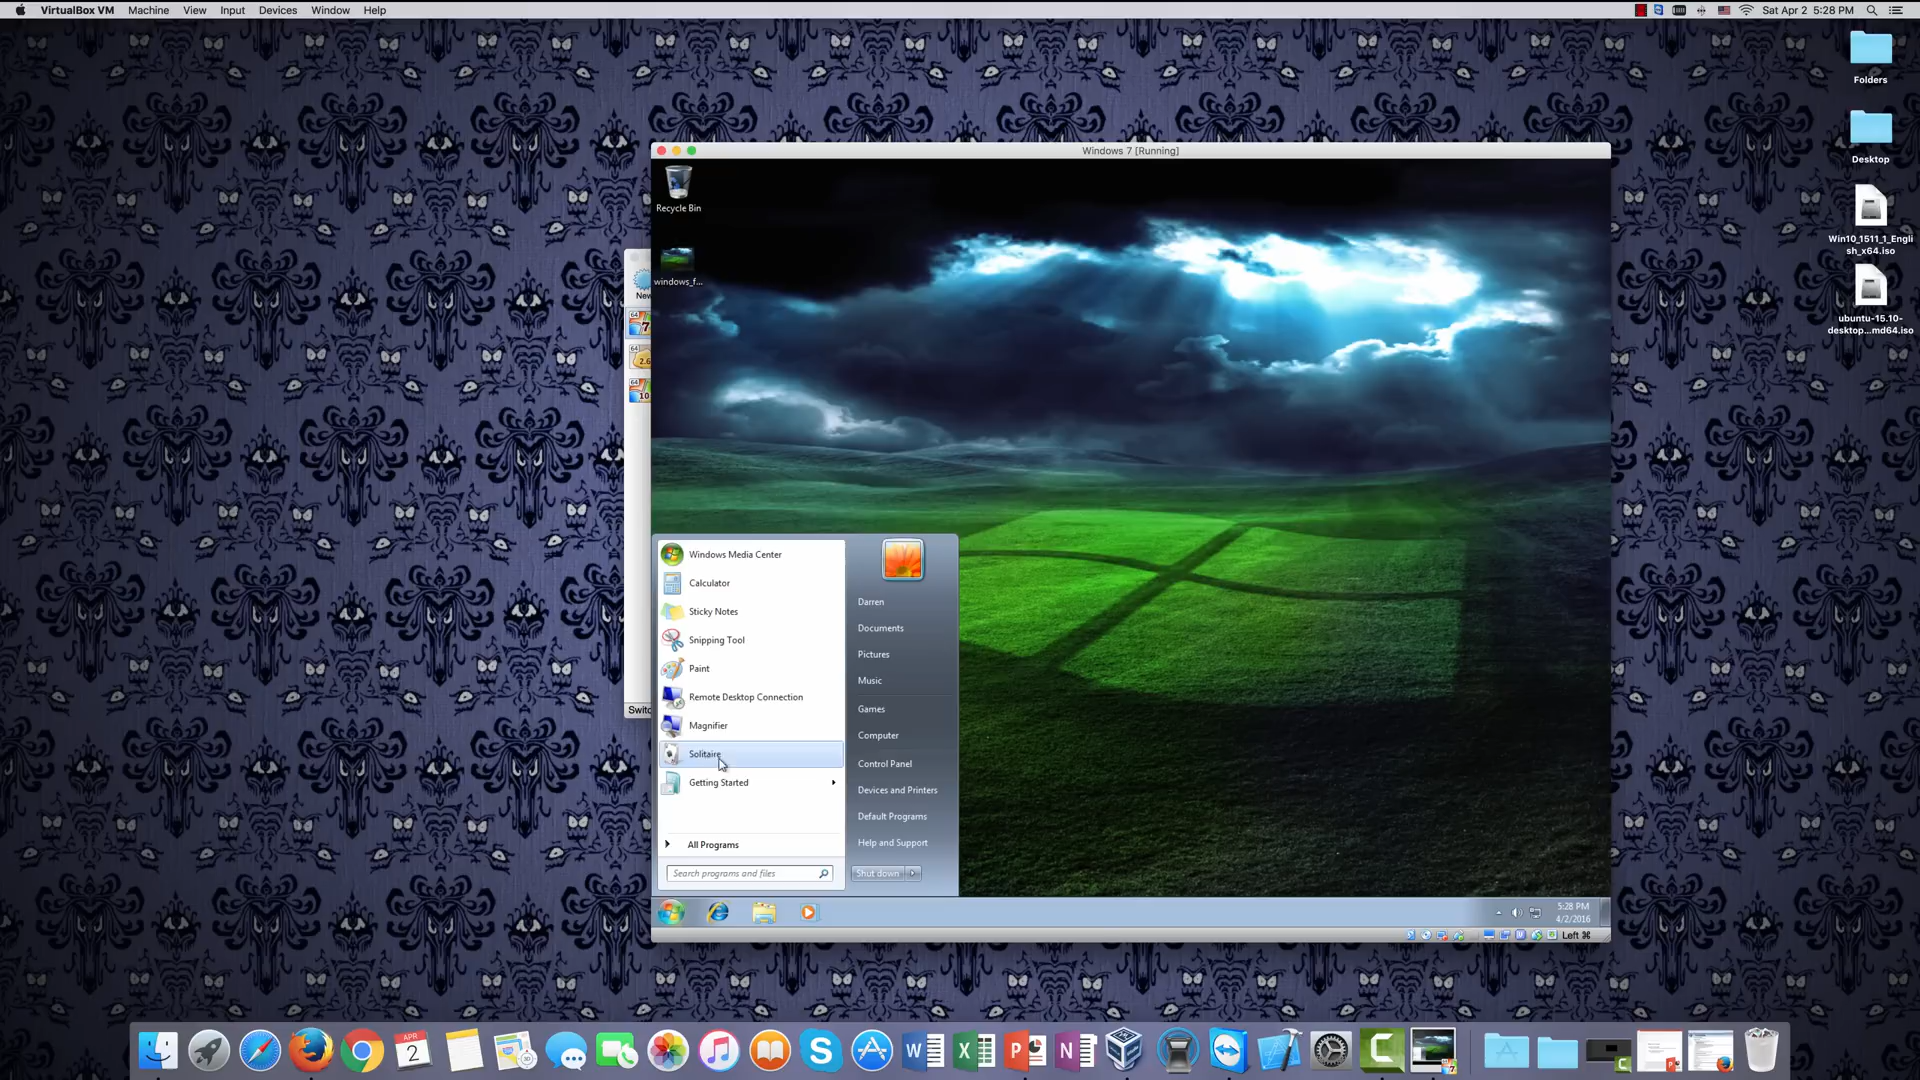 VirtualBox VM Machine View Input Devices Window Help
Sat Apr 2 5:28 PM
Folders
Desktop
Win10_1511_1_Engli
sh_x64.iso
ubuntu-15.10-
desktop...md64.iso
Windows 7 [Running]
Recycle Bin
windows_f...
New
64
7
64
2.6
64
10
Switc
Windows Media Center
Calculator
Sticky Notes
Snipping Tool
Paint
Remote Desktop Connection
Magnifier
Solitaire
Getting Started
All Programs
Search programs and files
Darren
Documents
Pictures
Music
Games
Computer
Control Panel
Devices and Printers
Default Programs
Help and Support
Shut down
5:28 PM
4/2/2016
Left ⌘
APR
2